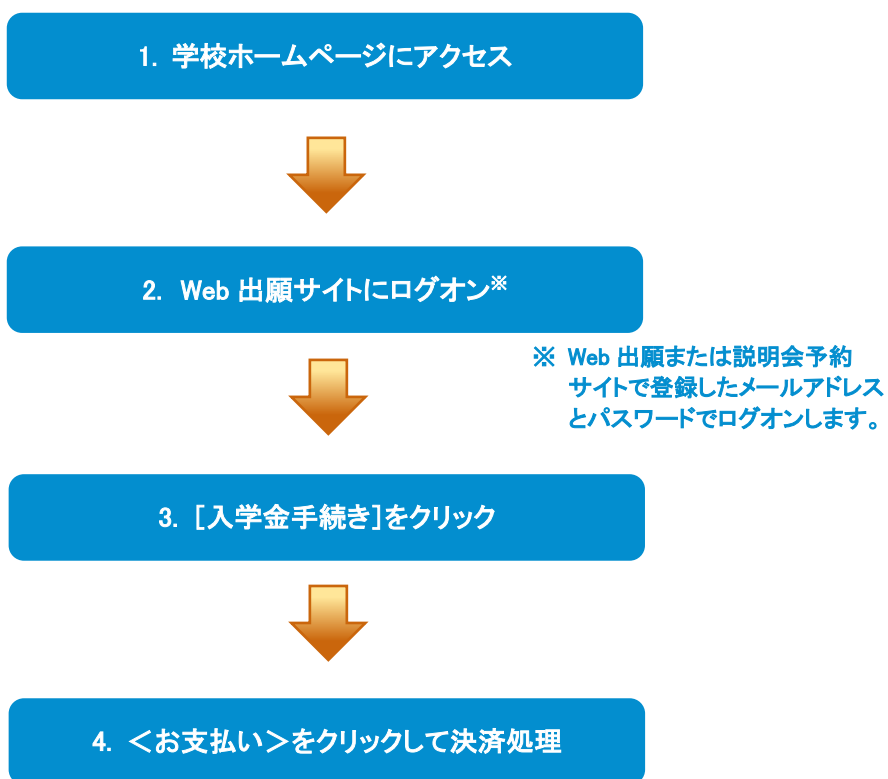 1. 学校ホームページにアクセス
2. Web 出願サイトにログオン※
※ Web 出願または説明会予約
サイトで登録したメールアドレス
とパスワードでログオンします。
3. [入学金手続き]をクリック
4. <お支払い>をクリックして決済処理